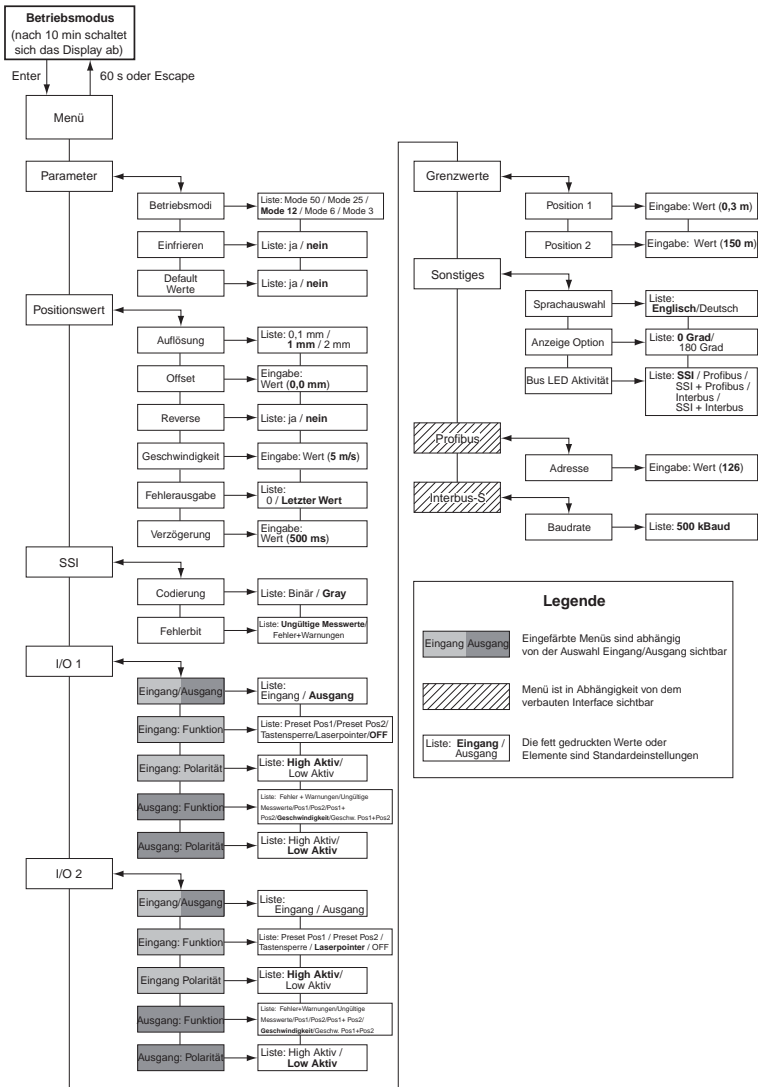 Betriebsmodus
(nach 10 min schaltet
sich das Display ab)
Enter
60 s oder Escape
Menü
Parameter
Betriebsmodi
Liste: Mode 50 / Mode 25 /
Mode 12 / Mode 6 / Mode 3
Einfrieren
Liste: ja / nein
Default
Werte
Liste: ja / nein
Positionswert
Auflösung
Liste: 0,1 mm /
1 mm / 2 mm
Offset
Eingabe:
Wert (0,0 mm)
Reverse
Liste: ja / nein
Geschwindigkeit
Eingabe: Wert (5 m/s)
Fehlerausgabe
Liste:
0 / Letzter Wert
Verzögerung
Eingabe:
Wert (500 ms)
SSI
Codierung
Liste: Binär / Gray
Fehlerbit
Liste: Ungültige Messwerte/
Fehler+Warnungen
I/O 1
Eingang/Ausgang
Liste:
Eingang / Ausgang
Eingang: Funktion
Liste: Preset Pos1/Preset Pos2/
Tastensperre/Laserpointer/OFF
Eingang: Polarität
Liste: High Aktiv/
Low Aktiv
Ausgang: Funktion
Liste: Fehler + Warnungen/Ungültige
Messwerte/Pos1/Pos2/Pos1+
Pos2/Geschwindigkeit/Geschw. Pos1+Pos2
Ausgang: Polarität
Liste: High Aktiv/
Low Aktiv
I/O 2
Eingang/Ausgang
Liste:
Eingang / Ausgang
Eingang: Funktion
Liste: Preset Pos1 / Preset Pos2 /
Tastensperre / Laserpointer / OFF
Eingang Polarität
Liste: High Aktiv/
Low Aktiv
Ausgang: Funktion
Liste: Fehler+Warnungen/Ungültige
Messwerte/Pos1/Pos2/Pos1+ Pos2/
Geschwindigkeit/Geschw. Pos1+Pos2
Ausgang: Polarität
Liste: High Aktiv /
Low Aktiv
Grenzwerte
Position 1
Eingabe: Wert (0,3 m)
Position 2
Eingabe: Wert (150 m)
Sonstiges
Sprachauswahl
Liste:
Englisch/Deutsch
Anzeige Option
Liste: 0 Grad/
180 Grad
Bus LED Aktivität
Liste: SSI / Profibus /
SSI + Profibus /
Interbus /
SSI + Interbus
Profibus
Adresse
Eingabe: Wert (126)
Interbus-S
Baudrate
Liste: 500 kBaud
Legende
Eingang Ausgang
Eingefärbte Menüs sind abhängig
von der Auswahl Eingang/Ausgang sichtbar
Menü ist in Abhängigkeit von dem
verbauten Interface sichtbar
Liste: Eingang /
Ausgang
Die fett gedruckten Werte oder
Elemente sind Standardeinstellungen